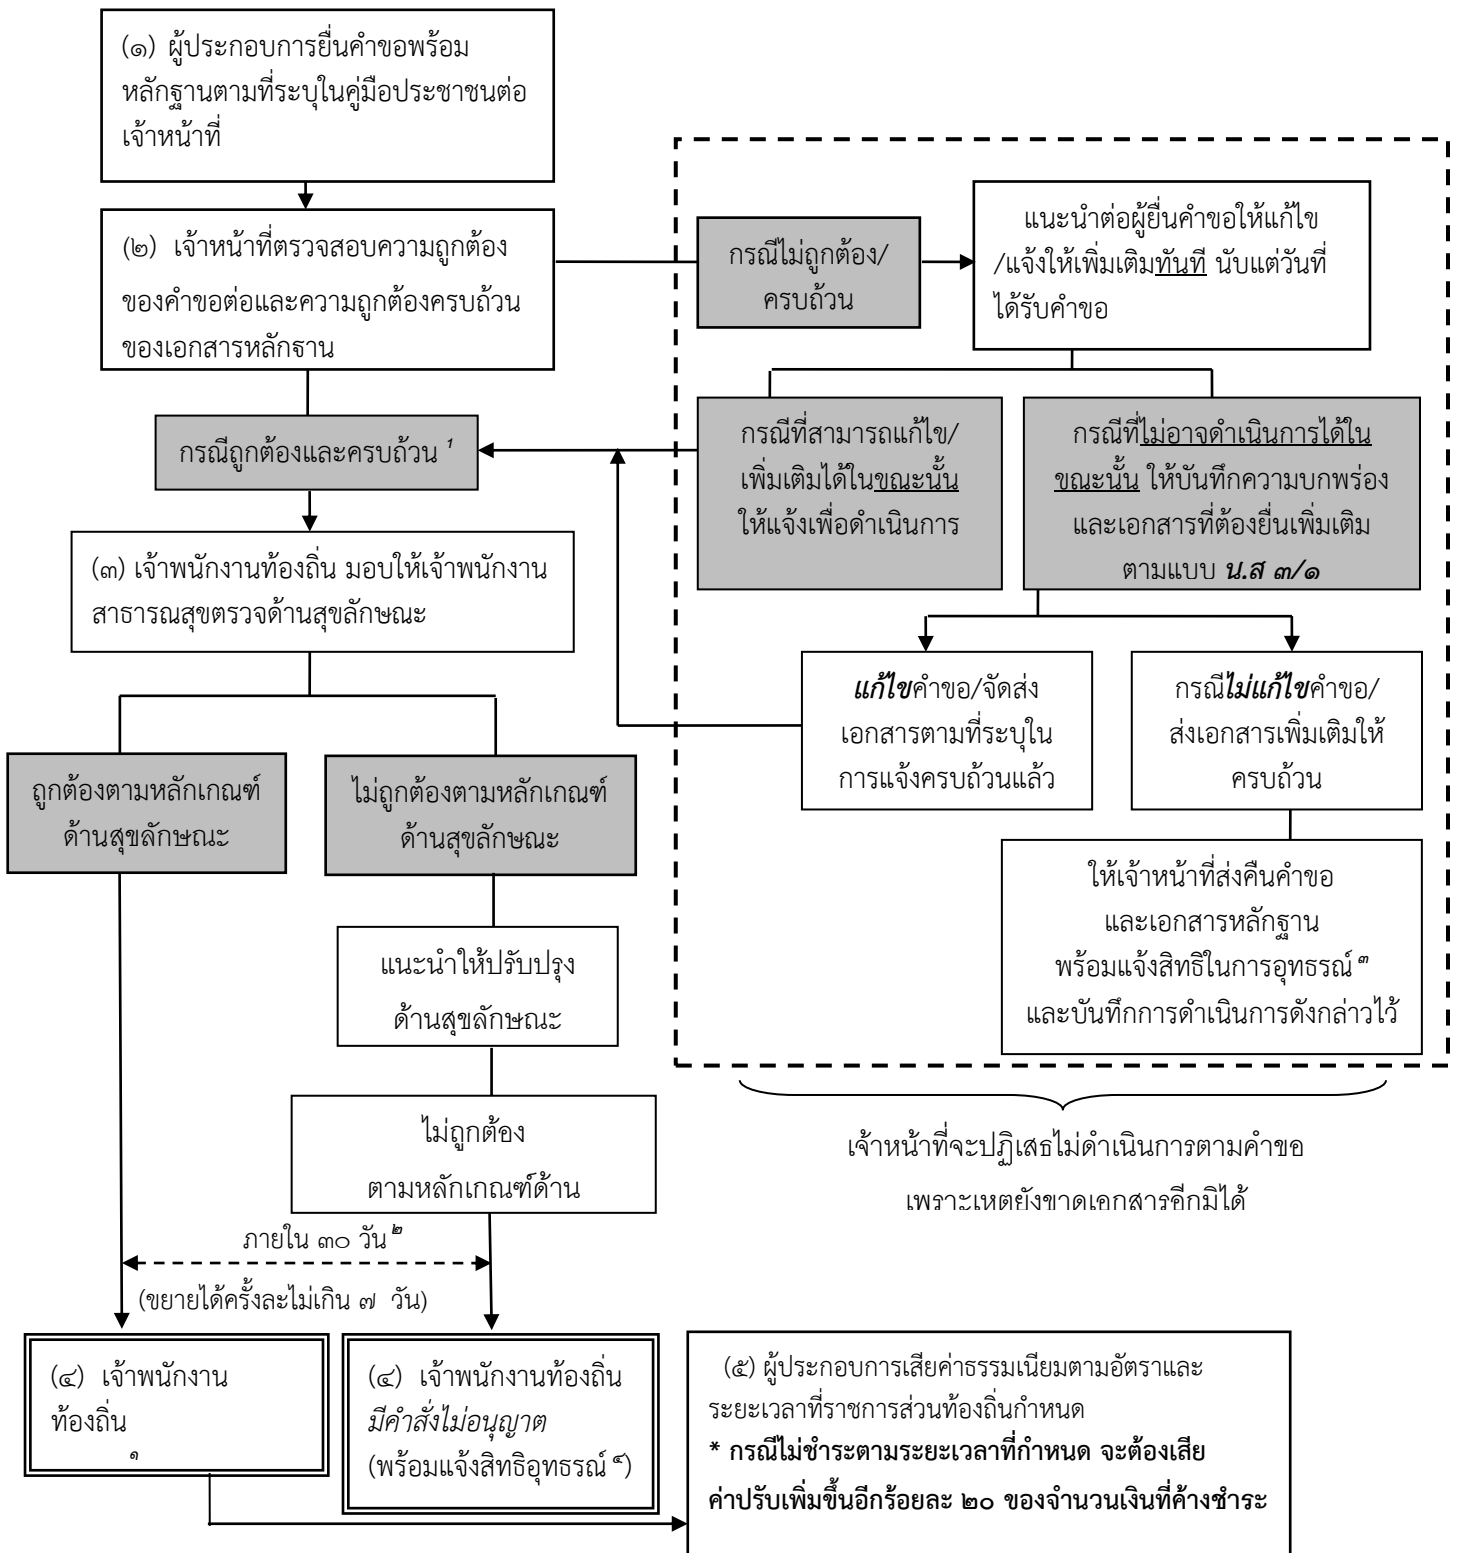 (๑) ผู้ประกอบการยื่นคำขอพร้อม
หลักฐานตามที่ระบุในคู่มือประชาชนต่อ
เจ้าหน้าที่
(๒) เจ้าหน้าที่ตรวจสอบความถูกต้อง
ของคำขอต่อและความถูกต้องครบถ้วน
ของเอกสารหลักฐาน
กรณีไม่ถูกต้อง/
ครบถ้วน
แนะนำต่อผู้ยื่นคำขอให้แก้ไข
/แจ้งให้เพิ่มเติมทันที นับแต่วันที่
ได้รับคำขอ
กรณีถูกต้องและครบถ้วน ¹
กรณีที่สามารถแก้ไข/
เพิ่มเติมได้ในขณะนั้น
ให้แจ้งเพื่อดำเนินการ
กรณีที่ไม่อาจดำเนินการได้ใน
ขณะนั้น ให้บันทึกความบกพร่อง
และเอกสารที่ต้องยื่นเพิ่มเติม
ตามแบบ น.ส ๓/๑
(๓) เจ้าพนักงานท้องถิ่น มอบให้เจ้าพนักงาน
สาธารณสุขตรวจด้านสุขลักษณะ
แก้ไขคำขอ/จัดส่ง
เอกสารตามที่ระบุใน
การแจ้งครบถ้วนแล้ว
กรณีไม่แก้ไขคำขอ/
ส่งเอกสารเพิ่มเติมให้
ครบถ้วน
ถูกต้องตามหลักเกณฑ์
ด้านสุขลักษณะ
ไม่ถูกต้องตามหลักเกณฑ์
ด้านสุขลักษณะ
ให้เจ้าหน้าที่ส่งคืนคำขอ
และเอกสารหลักฐาน
พร้อมแจ้งสิทธิในการอุทธรณ์ ๓
และบันทึกการดำเนินการดังกล่าวไว้
แนะนำให้ปรับปรุง
ด้านสุขลักษณะ
ไม่ถูกต้อง
ตามหลักเกณฑ์ด้าน
เจ้าหน้าที่จะปฏิเสธไม่ดำเนินการตามคำขอ
เพราะเหตุยังขาดเอกสารอีกมิได้
ภายใน ๓๐ วัน ๒
(ขยายได้ครั้งละไม่เกิน ๗ วัน)
(๔) เจ้าพนักงาน
ท้องถิ่น
๑
(๔) เจ้าพนักงานท้องถิ่น
มีคำสั่งไม่อนุญาต
(พร้อมแจ้งสิทธิอุทธรณ์ ๔)
(๕) ผู้ประกอบการเสียค่าธรรมเนียมตามอัตราและ
ระยะเวลาที่ราชการส่วนท้องถิ่นกำหนด
* กรณีไม่ชำระตามระยะเวลาที่กำหนด จะต้องเสีย
ค่าปรับเพิ่มขึ้นอีกร้อยละ ๒๐ ของจำนวนเงินที่ค้างชำระ